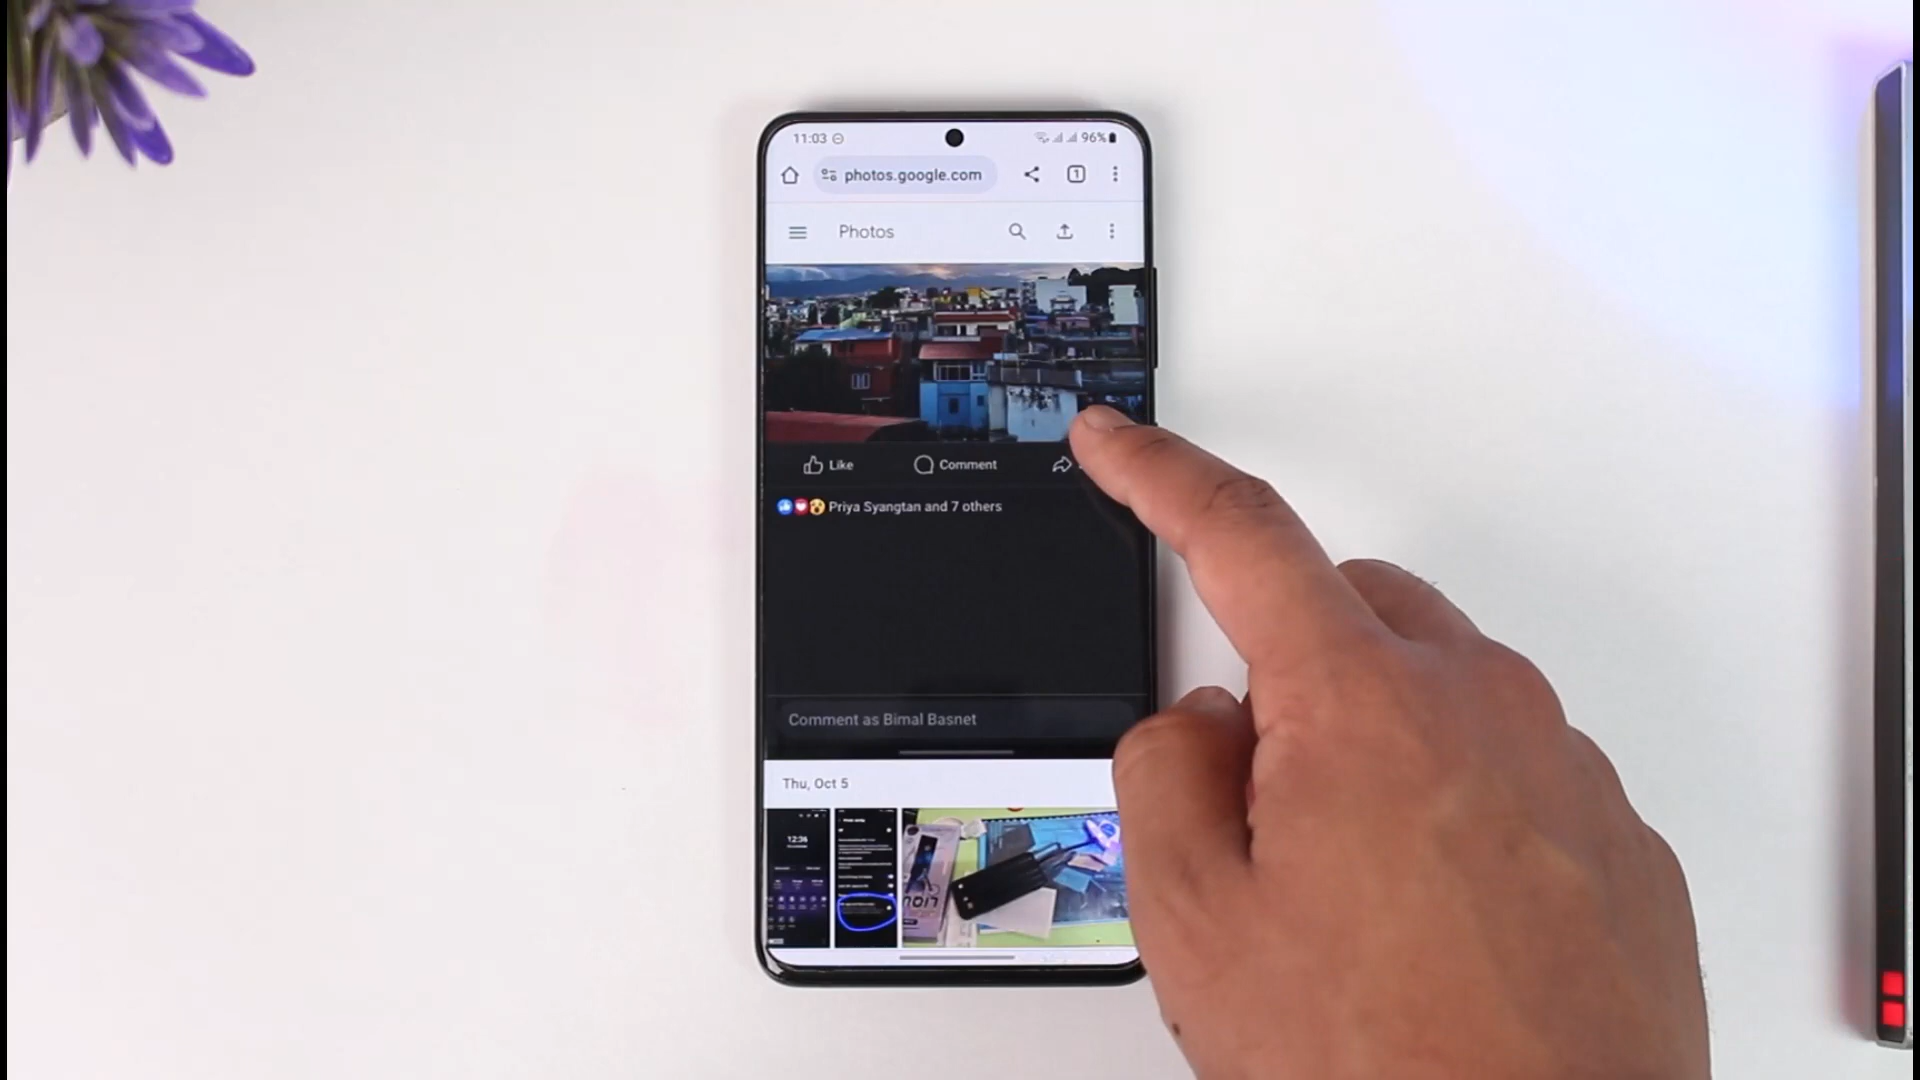 11:03
96%
photos.google.com
1
Photos
Like
Comment
Priya Syangtan and 7 others
Comment as Bimal Basnet
Thu, Oct 5
12:36